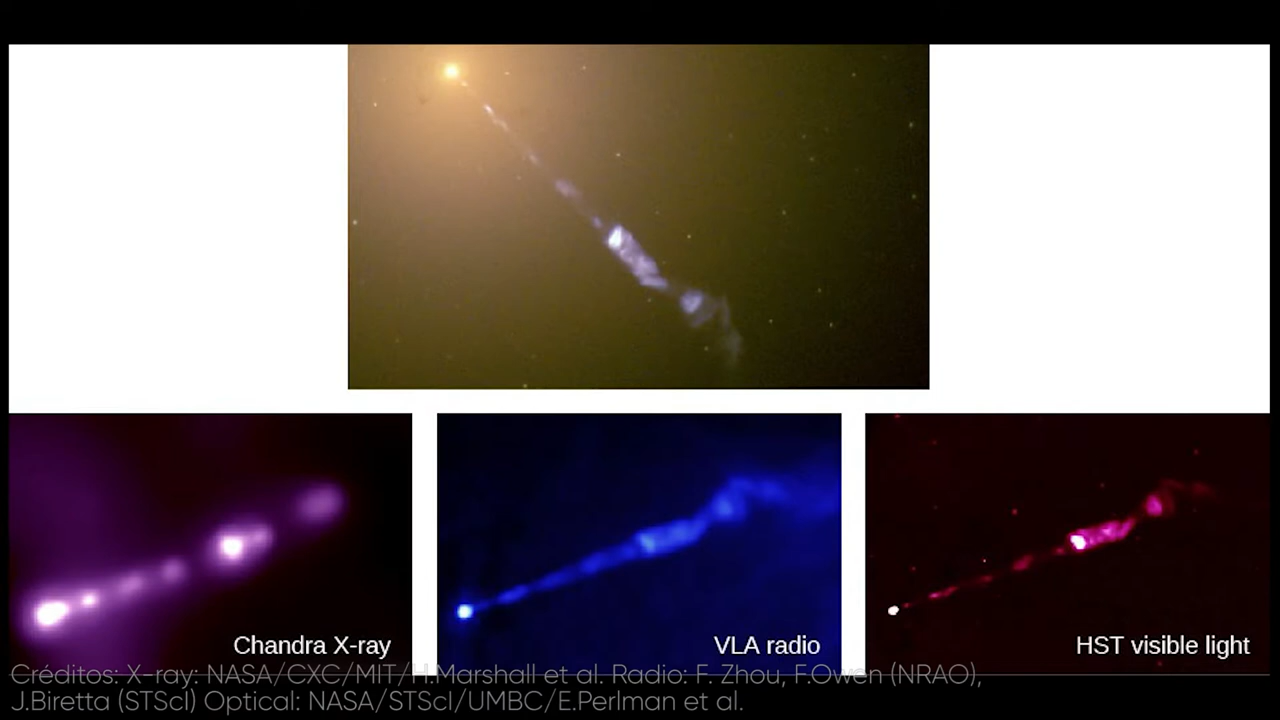 Chandra X-ray
VLA radio
HST visible light
Créditos: X-ray: NASA/CXC/MIT/H.Marshall et al. Radio: F. Zhou, F.Owen (NRAO),
J.Biretta (STScI) Optical: NASA/STScI/UMBC/E.Perlman et al.